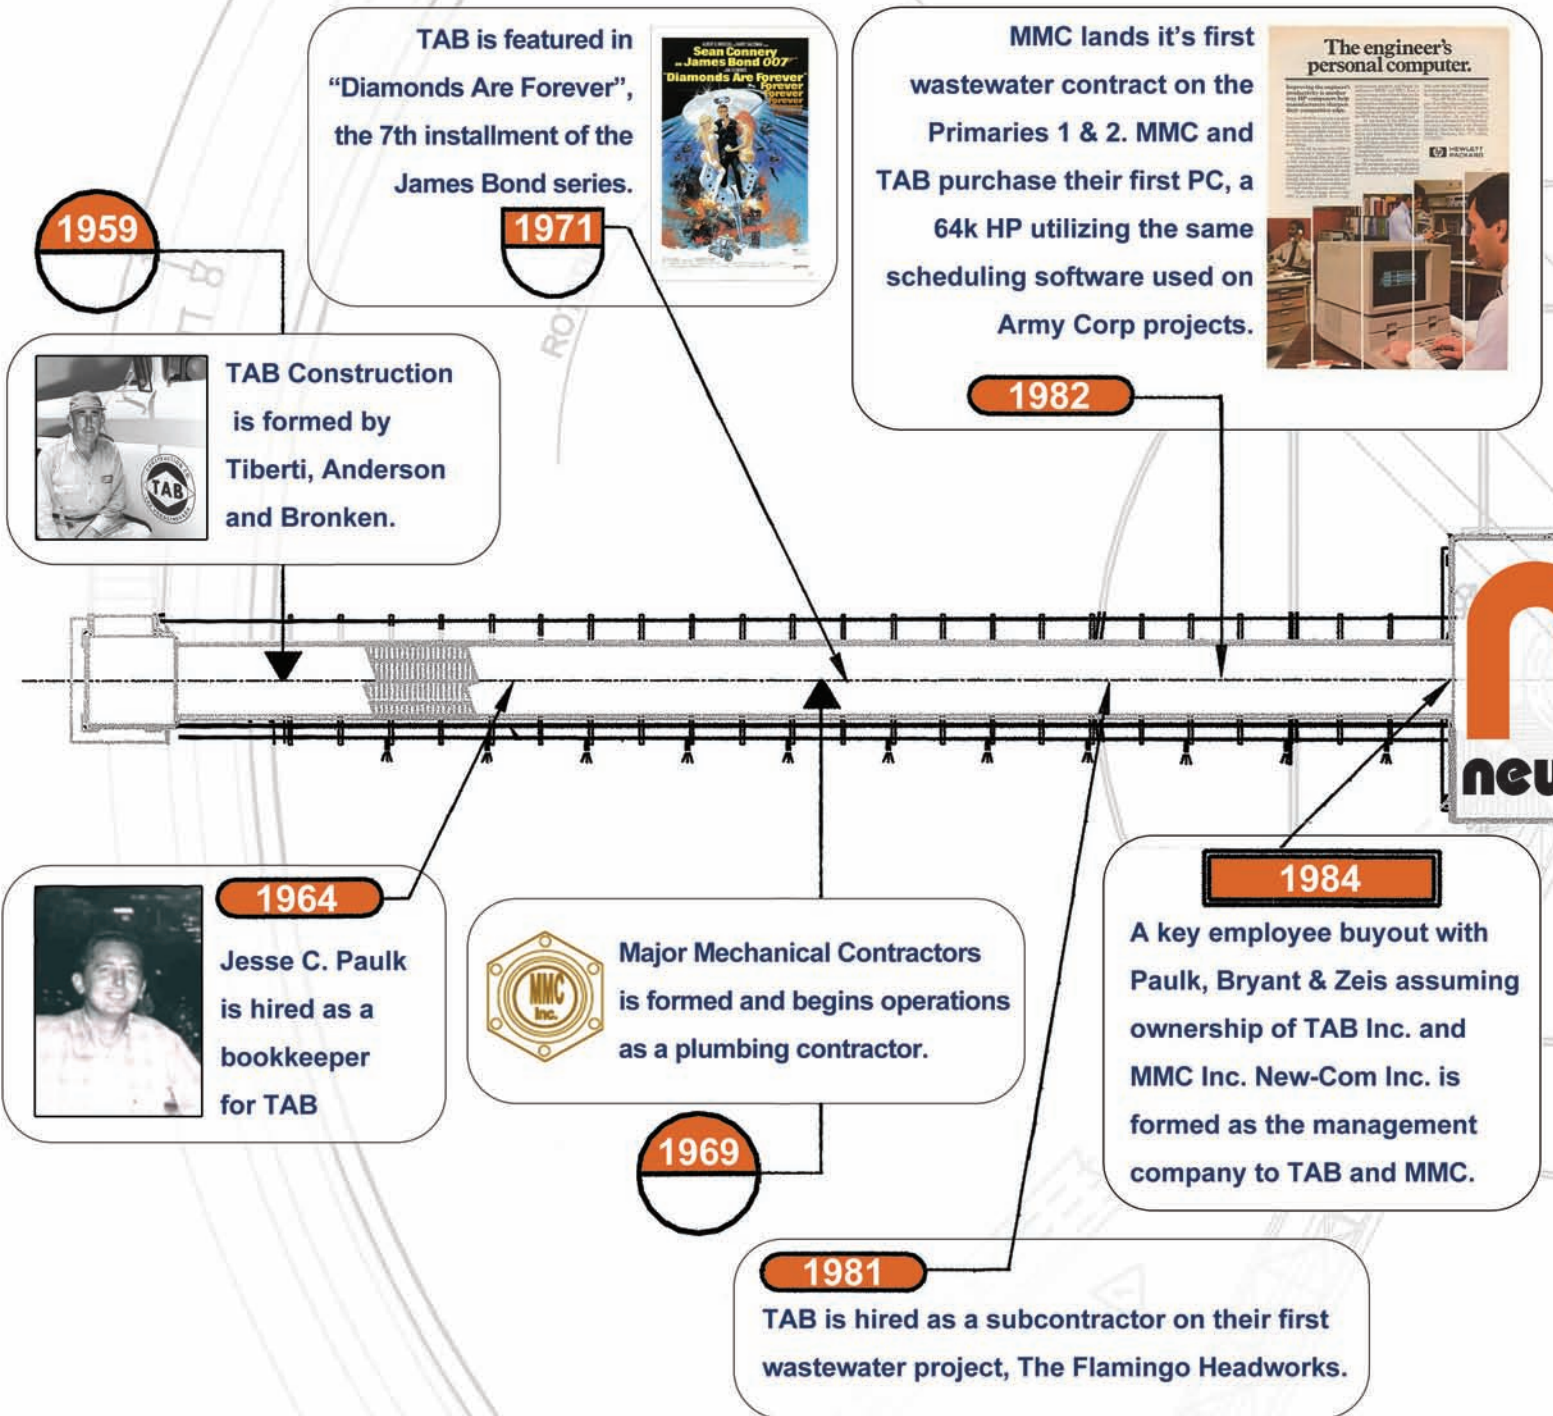 TAB is featured in
“Diamonds Are Forever”,
the 7th installment of the
James Bond series.
1971
Sean Connery
James Bond 007
"Diamonds Are Forever"
Forever
Forever
Forever
MMC lands it’s first
wastewater contract on the
Primaries 1 & 2. MMC and
TAB purchase their first PC, a
64k HP utilizing the same
scheduling software used on
Army Corp projects.
1982
The engineer's
personal computer.
HEWLETT
PACKARD
1959
TAB Construction
is formed by
Tiberti, Anderson
and Bronken.
TAB
neu
1964
Jesse C. Paulk
is hired as a
bookkeeper
for TAB
MMC
Inc.
Major Mechanical Contractors
is formed and begins operations
as a plumbing contractor.
1969
1984
A key employee buyout with
Paulk, Bryant & Zeis assuming
ownership of TAB Inc. and
MMC Inc. New-Com Inc. is
formed as the management
company to TAB and MMC.
1981
TAB is hired as a subcontractor on their first
wastewater project, The Flamingo Headworks.